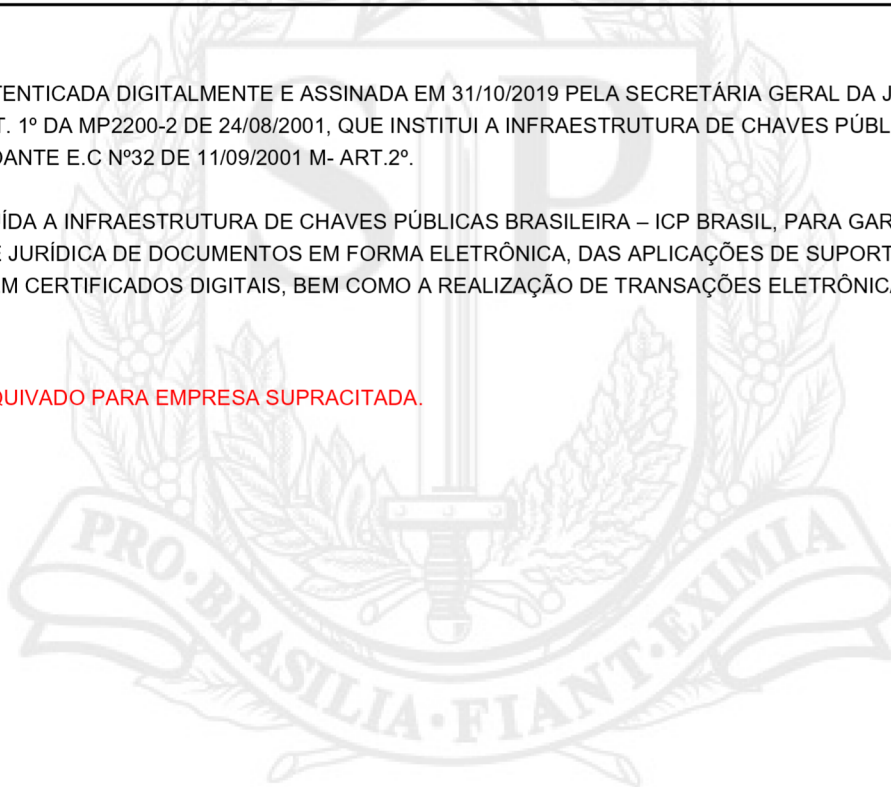 TENTICADA DIGITALMENTE E ASSINADA EM 31/10/2019 PELA SECRETÁRIA GERAL DA J
T. 1º DA MP2200-2 DE 24/08/2001, QUE INSTITUI A INFRAESTRUTURA DE CHAVES PÚBL
DANTE E.C Nº32 DE 11/09/2001 M- ART.2º.
ÍDA A INFRAESTRUTURA DE CHAVES PÚBLICAS BRASILEIRA – ICP BRASIL, PARA GAR
E JURÍDICA DE DOCUMENTOS EM FORMA ELETRÔNICA, DAS APLICAÇÕES DE SUPORT
M CERTIFICADOS DIGITAIS, BEM COMO A REALIZAÇÃO DE TRANSAÇÕES ELETRÔNICA
QUIVADO PARA EMPRESA SUPRACITADA.
SP
PRO·BRASILIA·FIANT·EXIMIA